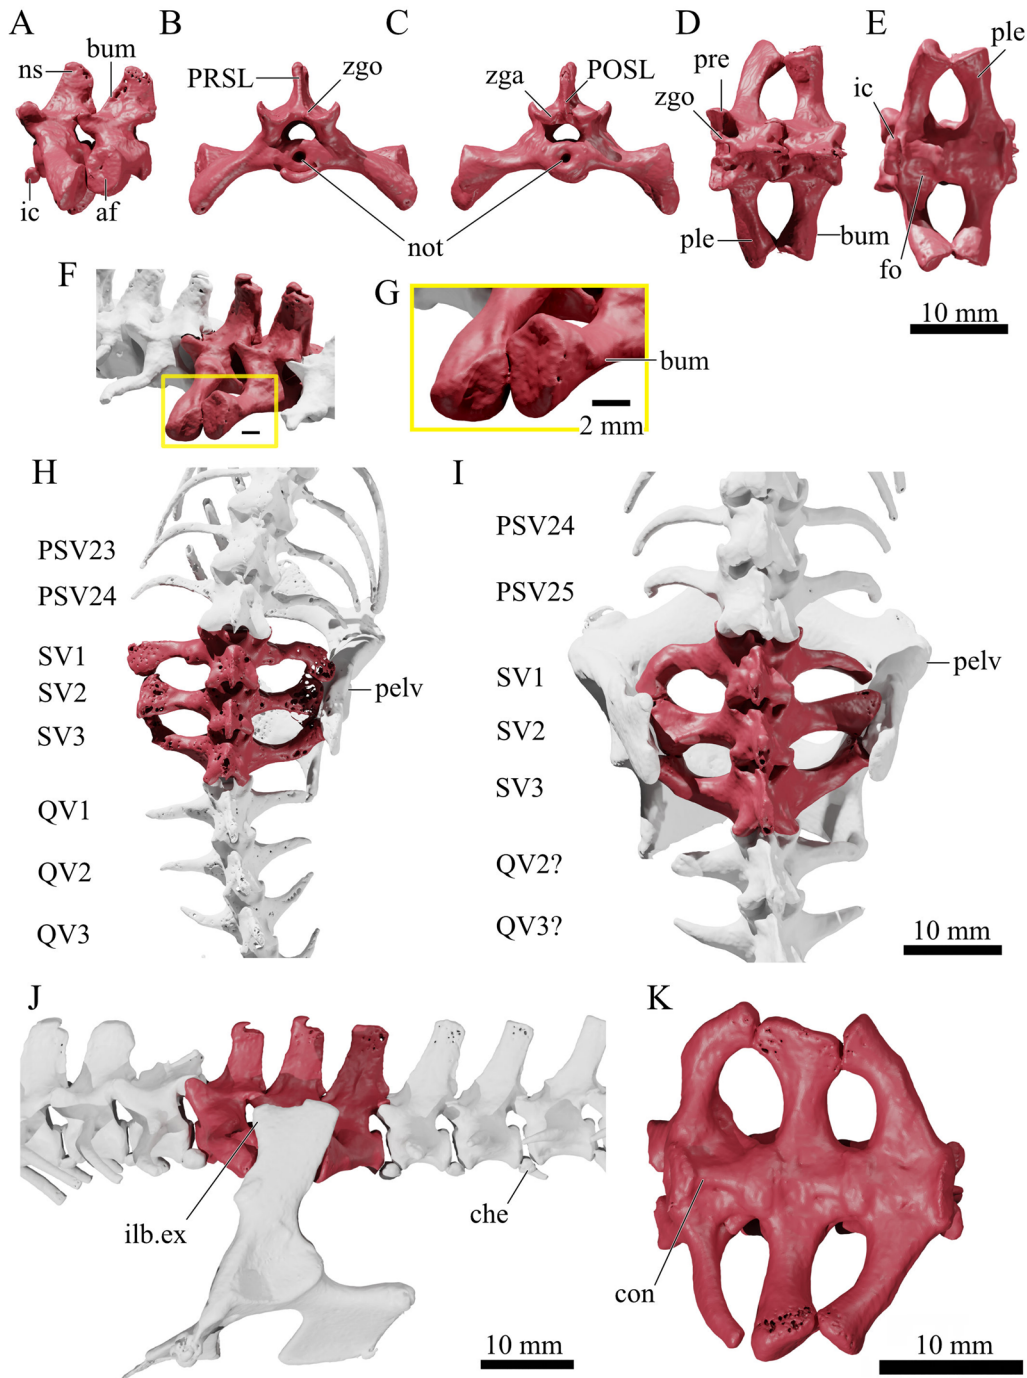 A
B
C
D
E
bum
ns
ic
af
PRSL
zgo
zga
POSL
not
pre
zgo
ple
bum
ple
ic
fo
10 mm
F
G
bum
2 mm
H
PSV23
PSV24
SV1
SV2
SV3
QV1
QV2
QV3
pelv
I
PSV24
PSV25
SV1
SV2
SV3
QV2?
QV3?
pelv
10 mm
J
ilb.ex
che
10 mm
K
con
10 mm